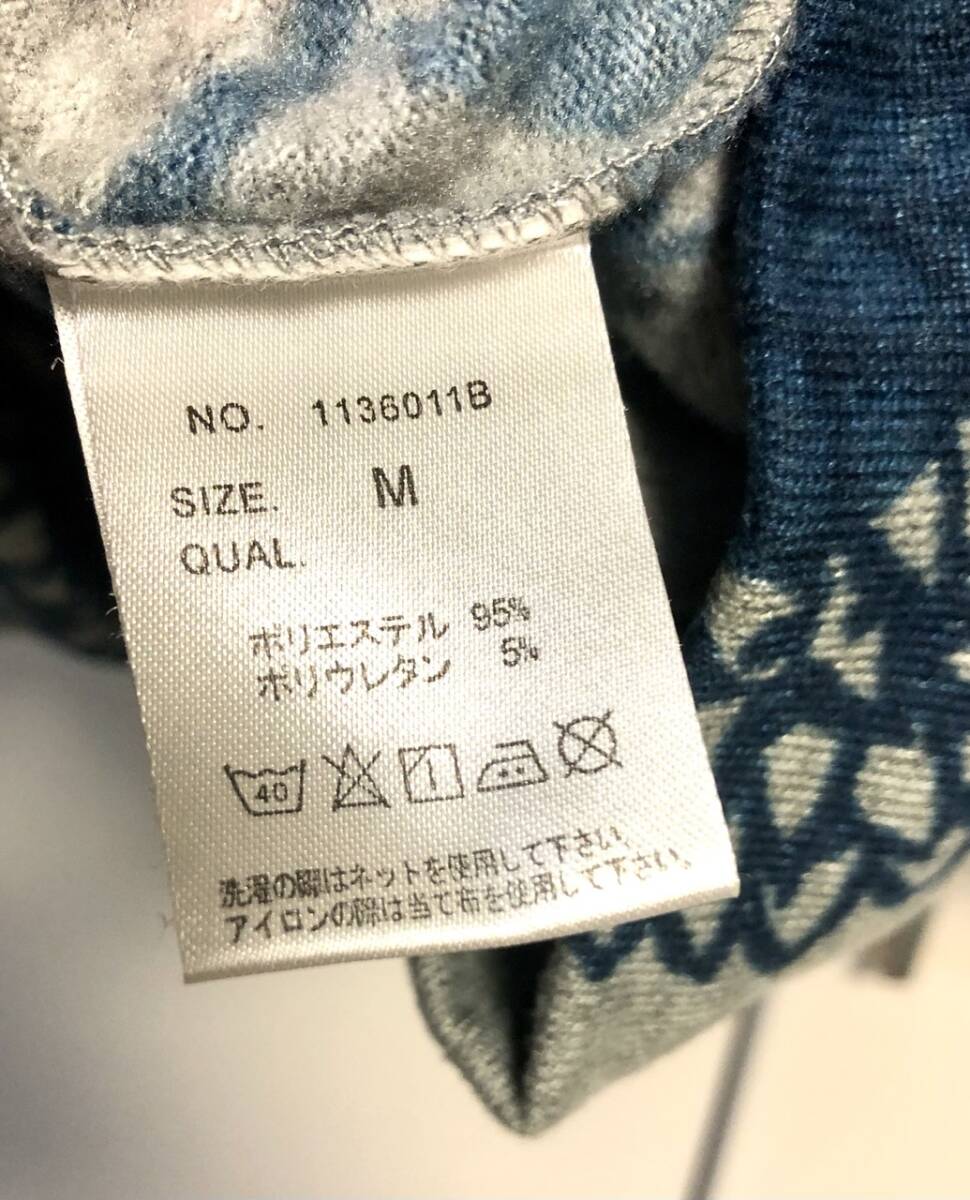 NO. 1136011B
SIZE. M
QUAL.
ポリエステル 95%
ポリウレタン 5%
40
洗濯の際はネットを使用して下さい。
アイロンの際は当て布を使用して下さい。